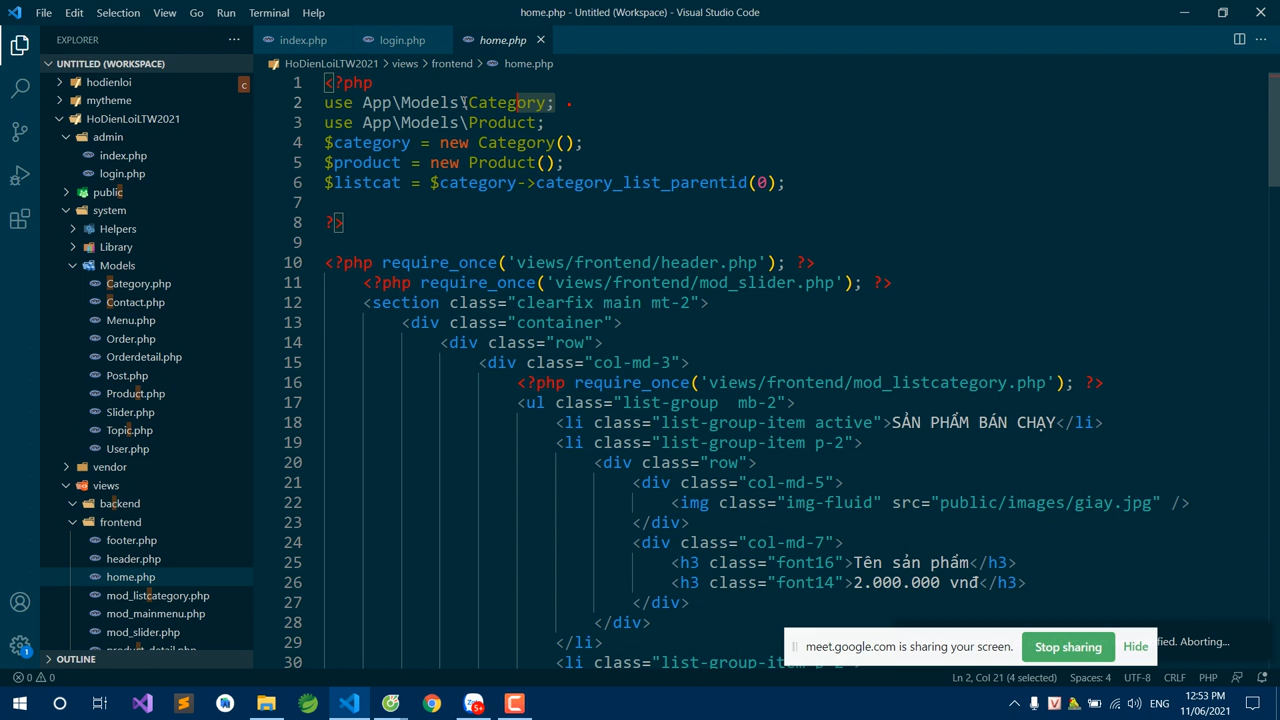 File Edit Selection View Go Run Terminal Help
home.php - Untitled (Workspace) - Visual Studio Code
EXPLORER
index.php
login.php
home.php
UNTITLED (WORKSPACE)
HoDienLoiLTW2021 > views > frontend > home.php
hodienloi
C
mytheme
HoDienLoiLTW2021
admin
index.php
login.php
public
system
Helpers
Library
Models
Category.php
Contact.php
Menu.php
Order.php
Orderdetail.php
Post.php
Product.php
Slider.php
Topic.php
User.php
vendor
views
backend
frontend
footer.php
header.php
home.php
mod_listcategory.php
mod_mainmenu.php
mod_slider.php
product_detail.php
OUTLINE
1 <?php
2 use App\Models\Category;
3 use App\Models\Product;
4 $category = new Category();
5 $product = new Product();
6 $listcat = $category->category_list_parentid(0);
7
8 ?>
9
10 <?php require_once('views/frontend/header.php'); ?>
11 <?php require_once('views/frontend/mod_slider.php'); ?>
12 <section class="clearfix main mt-2">
13 <div class="container">
14 <div class="row">
15 <div class="col-md-3">
16 <?php require_once('views/frontend/mod_listcategory.php'); ?>
17 <ul class="list-group  mb-2">
18 <li class="list-group-item active">SẢN PHẨM BÁN CHẠY</li>
19 <li class="list-group-item p-2">
20 <div class="row">
21 <div class="col-md-5">
22 <img class="img-fluid" src="public/images/giay.jpg" />
23 </div>
24 <div class="col-md-7">
25 <h3 class="font16">Tên sản phẩm</h3>
26 <h3 class="font14">2.000.000 vnđ</h3>
27 </div>
28 </div>
29 </li>
30 <li class="list-group-item p-2">
meet.google.com is sharing your screen.
Stop sharing
Hide
fied. Aborting...
0 0
Ln 2, Col 21 (4 selected) Spaces: 4 UTF-8 CRLF PHP
1
5+
12:53 PM
11/06/2021